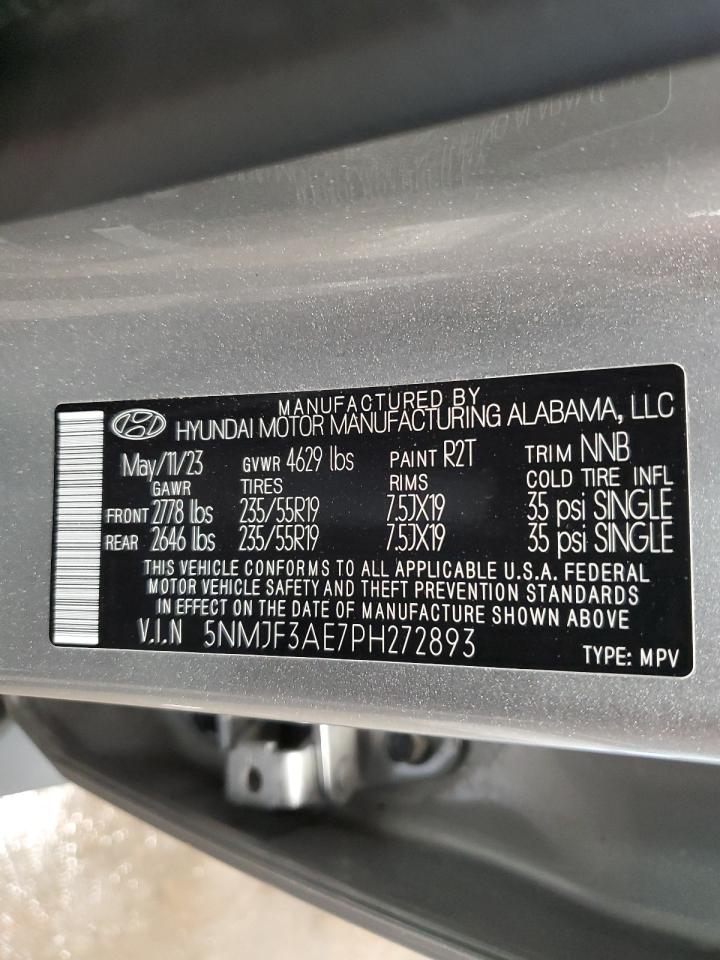 MANUFACTURED BY
HYUNDAI MOTOR MANUFACTURING ALABAMA, LLC
May/11/23 GVWR 4629 lbs PAINT R2T TRIM NNB
GAWR TIRES RIMS COLD TIRE INFL
FRONT 2778 lbs 235/55R19 7.5JX19 35 psi SINGLE
REAR 2646 lbs 235/55R19 7.5JX19 35 psi SINGLE
THIS VEHICLE CONFORMS TO ALL APPLICABLE U.S.A. FEDERAL
MOTOR VEHICLE SAFETY AND THEFT PREVENTION STANDARDS
IN EFFECT ON THE DATE OF MANUFACTURE SHOWN ABOVE
V.I.N 5NMJF3AE7PH272893
TYPE: MPV